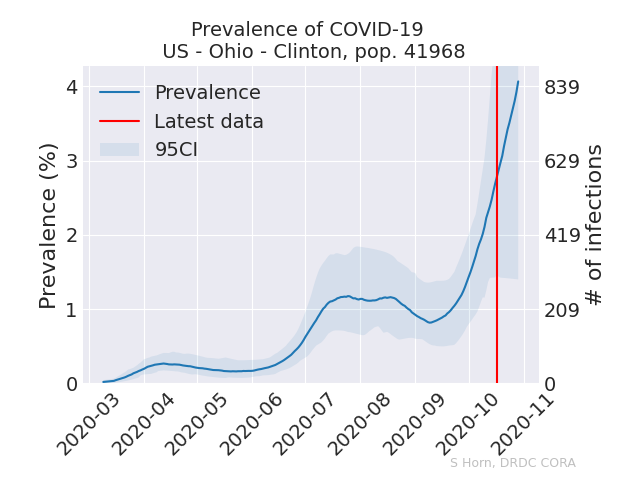 Prevalence of COVID-19
US - Ohio - Clinton, pop. 41968
Prevalence
Latest data
95CI
Prevalence (%)
4
3
2
1
0
# of infections
839
629
419
209
0
2020-03
2020-04
2020-05
2020-06
2020-07
2020-08
2020-09
2020-10
2020-11
S Horn, DRDC CORA